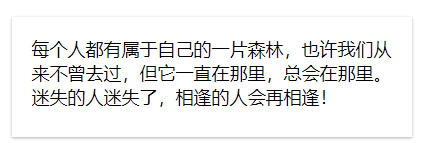 每个人都有属于自己的一片森林，也许我们从
来不曾去过，但它一直在那里，总会在那里。
迷失的人迷失了，相逢的人会再相逢！